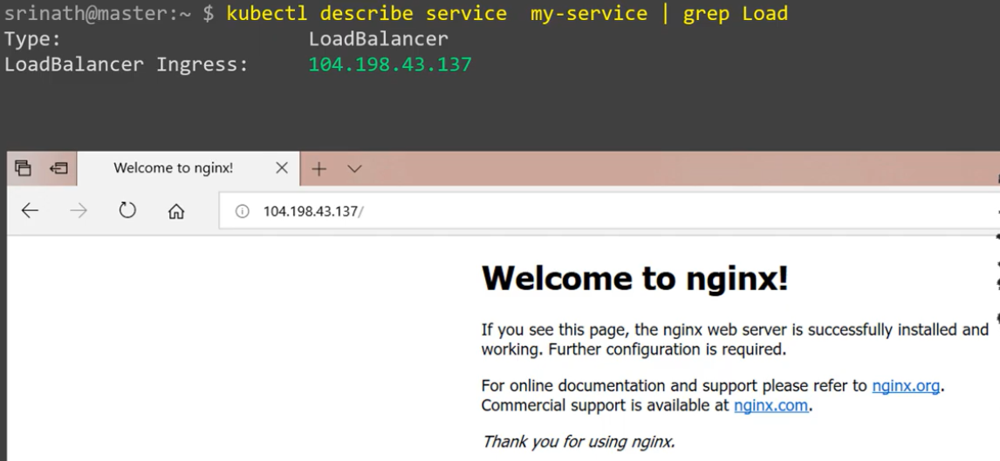 srinath@master:~ $ kubectl describe service  my-service | grep Load
Type:                    LoadBalancer
LoadBalancer Ingress:    104.198.43.137
Welcome to nginx!
104.198.43.137/
Welcome to nginx!
If you see this page, the nginx web server is successfully installed and
working. Further configuration is required.
For online documentation and support please refer to nginx.org.
Commercial support is available at nginx.com.
Thank you for using nginx.